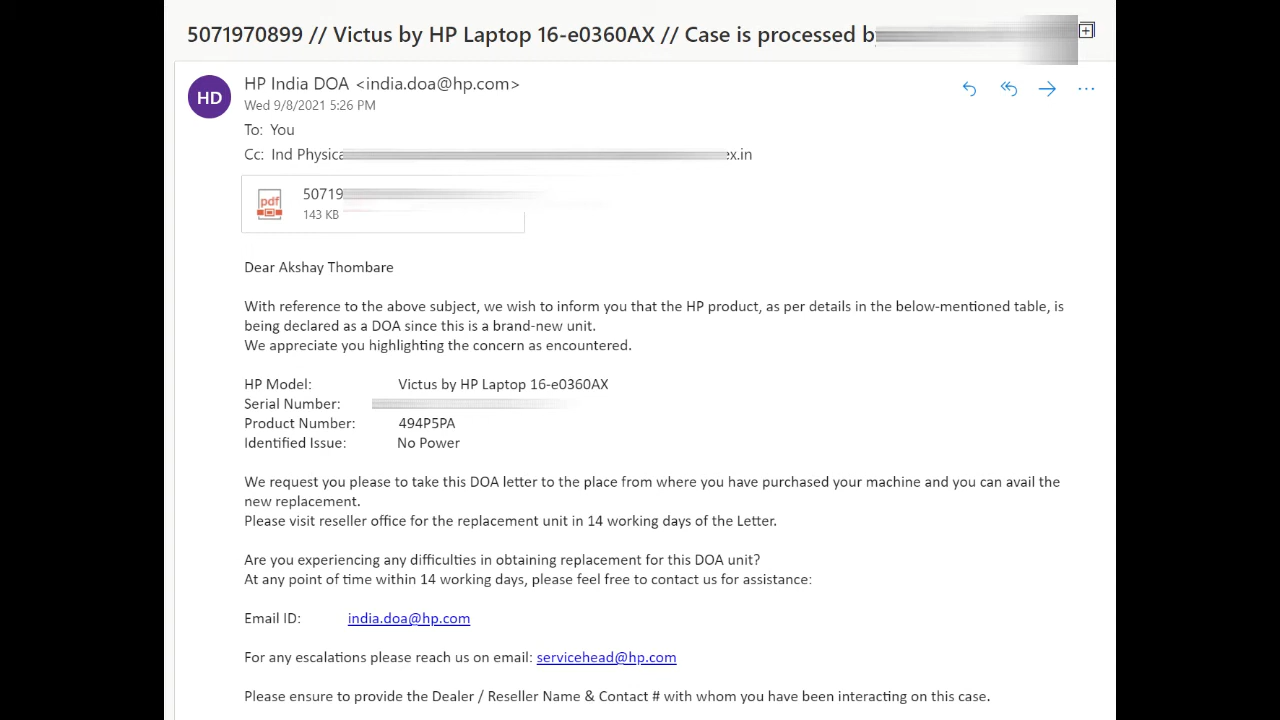 5071970899 // Victus by HP Laptop 16-e0360AX // Case is processed
HD
HP India DOA <india.doa@hp.com>
Wed 9/8/2021 5:26 PM
To: You
Cc: Ind Physica
x.in
pdf
50719
143 KB
Dear Akshay Thombare
With reference to the above subject, we wish to inform you that the HP product, as per details in the below-mentioned table, is
being declared as a DOA since this is a brand-new unit.
We appreciate you highlighting the concern as encountered.
HP Model: Victus by HP Laptop 16-e0360AX
Serial Number:
Product Number: 494P5PA
Identified Issue: No Power
We request you please to take this DOA letter to the place from where you have purchased your machine and you can avail the
new replacement.
Please visit reseller office for the replacement unit in 14 working days of the Letter.
Are you experiencing any difficulties in obtaining replacement for this DOA unit?
At any point of time within 14 working days, please feel free to contact us for assistance:
Email ID: india.doa@hp.com
For any escalations please reach us on email: servicehead@hp.com
Please ensure to provide the Dealer / Reseller Name & Contact # with whom you have been interacting on this case.